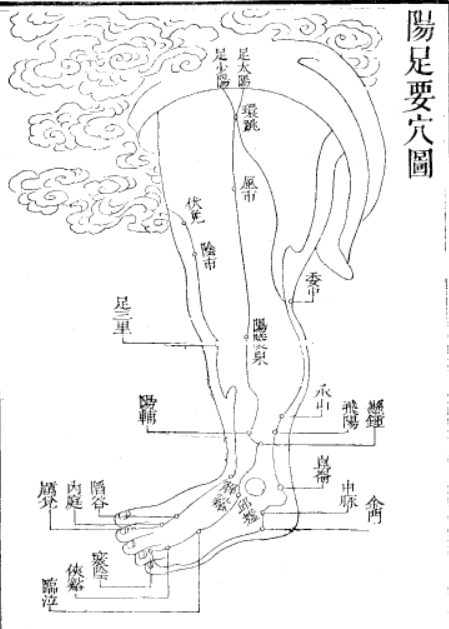 陽足要穴圖
足太陽
足少陽
環跳
風市
伏兔
陰市
委中
足三里
陽陵泉
陽輔
承山
飛陽
懸鐘
崑崙
申脉
金門
解谿
丘墟
陷谷
內庭
厲兌
竅陰
俠谿
臨泣